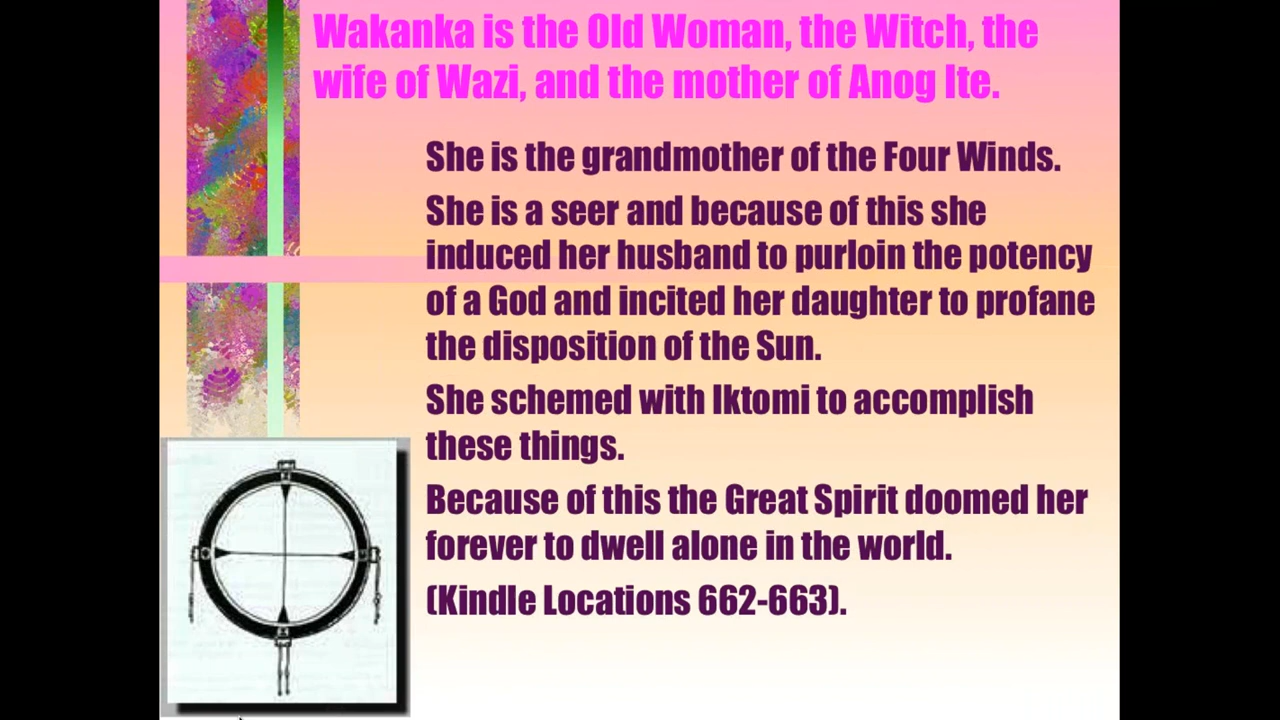 Wakanka is the Old Woman, the Witch, the
wife of Wazi, and the mother of Anog Ite.
She is the grandmother of the Four Winds.
She is a seer and because of this she
induced her husband to purloin the potency
of a God and incited her daughter to profane
the disposition of the Sun.
She schemed with Iktomi to accomplish
these things.
Because of this the Great Spirit doomed her
forever to dwell alone in the world.
(Kindle Locations 662-663).